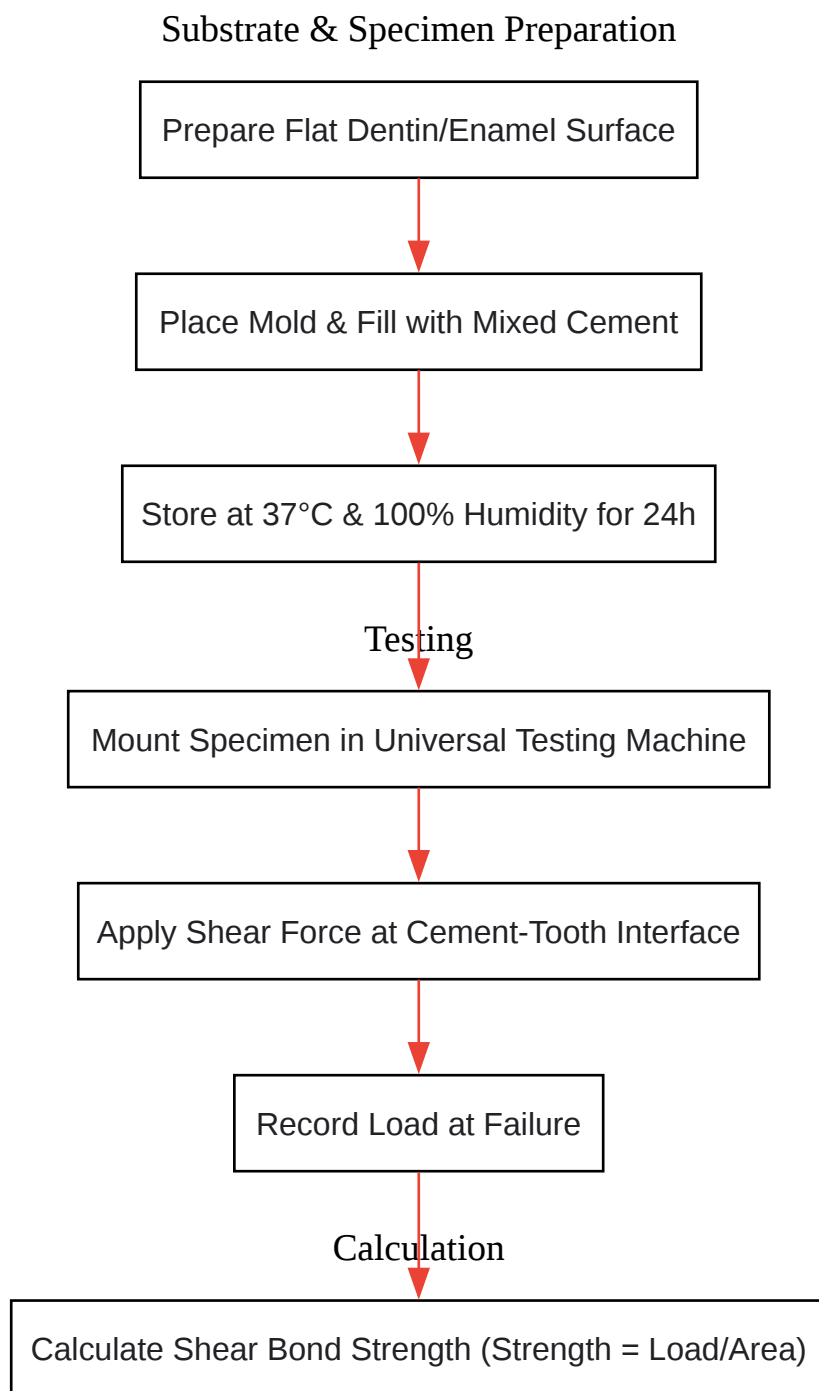 Substrate & Specimen Preparation
Prepare Flat Dentin/Enamel Surface
Place Mold & Fill with Mixed Cement
Store at 37°C & 100% Humidity for 24h
Testing
Mount Specimen in Universal Testing Machine
Apply Shear Force at Cement-Tooth Interface
Record Load at Failure
Calculation
Calculate Shear Bond Strength (Strength = Load/Area)